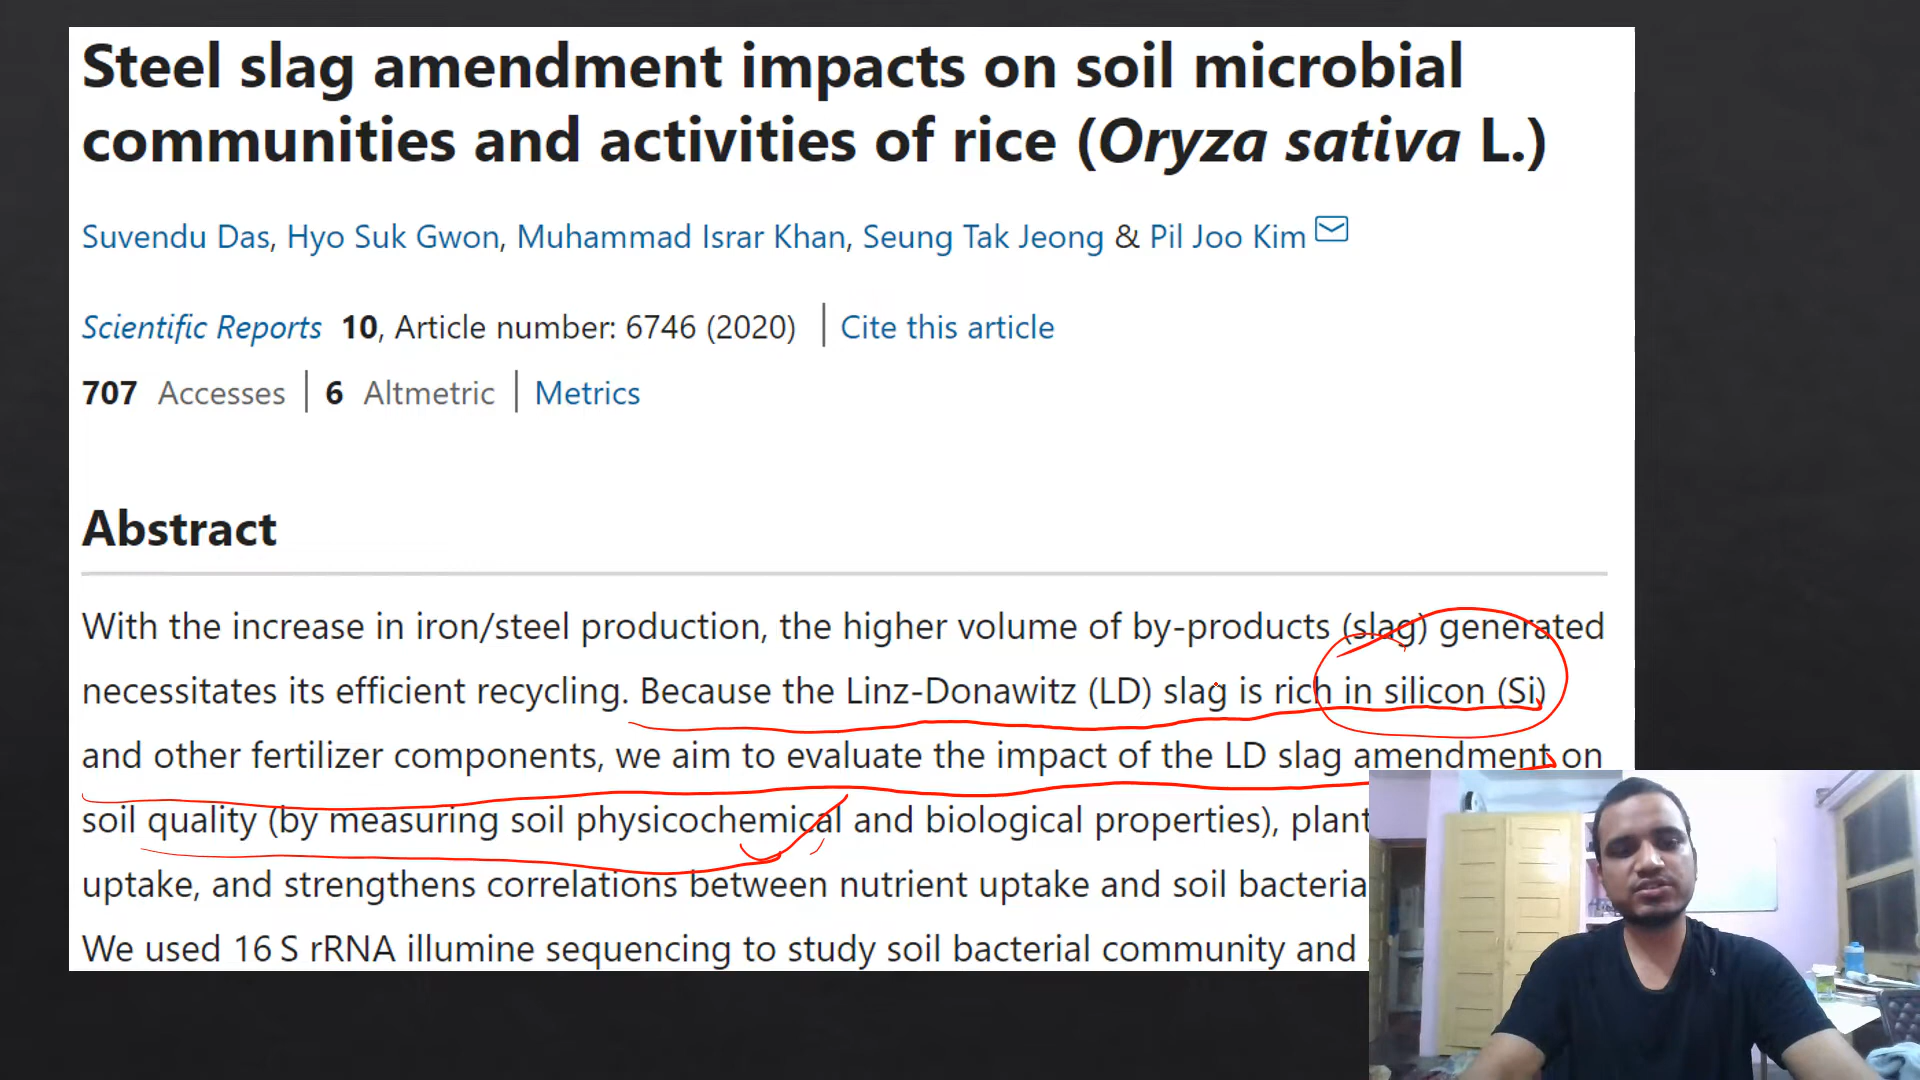 Steel slag amendment impacts on soil microbial
communities and activities of rice (Oryza sativa L.)
Suvendu Das, Hyo Suk Gwon, Muhammad Israr Khan, Seung Tak Jeong & Pil Joo Kim
Scientific Reports 10, Article number: 6746 (2020) | Cite this article
707 Accesses | 6 Altmetric | Metrics
Abstract
With the increase in iron/steel production, the higher volume of by-products (slag) generated
necessitates its efficient recycling. Because the Linz-Donawitz (LD) slag is rich in silicon (Si)
and other fertilizer components, we aim to evaluate the impact of the LD slag amendment on
soil quality (by measuring soil physicochemical and biological properties), plant
uptake, and strengthens correlations between nutrient uptake and soil bacteria
We used 16 S rRNA illumine sequencing to study soil bacterial community and